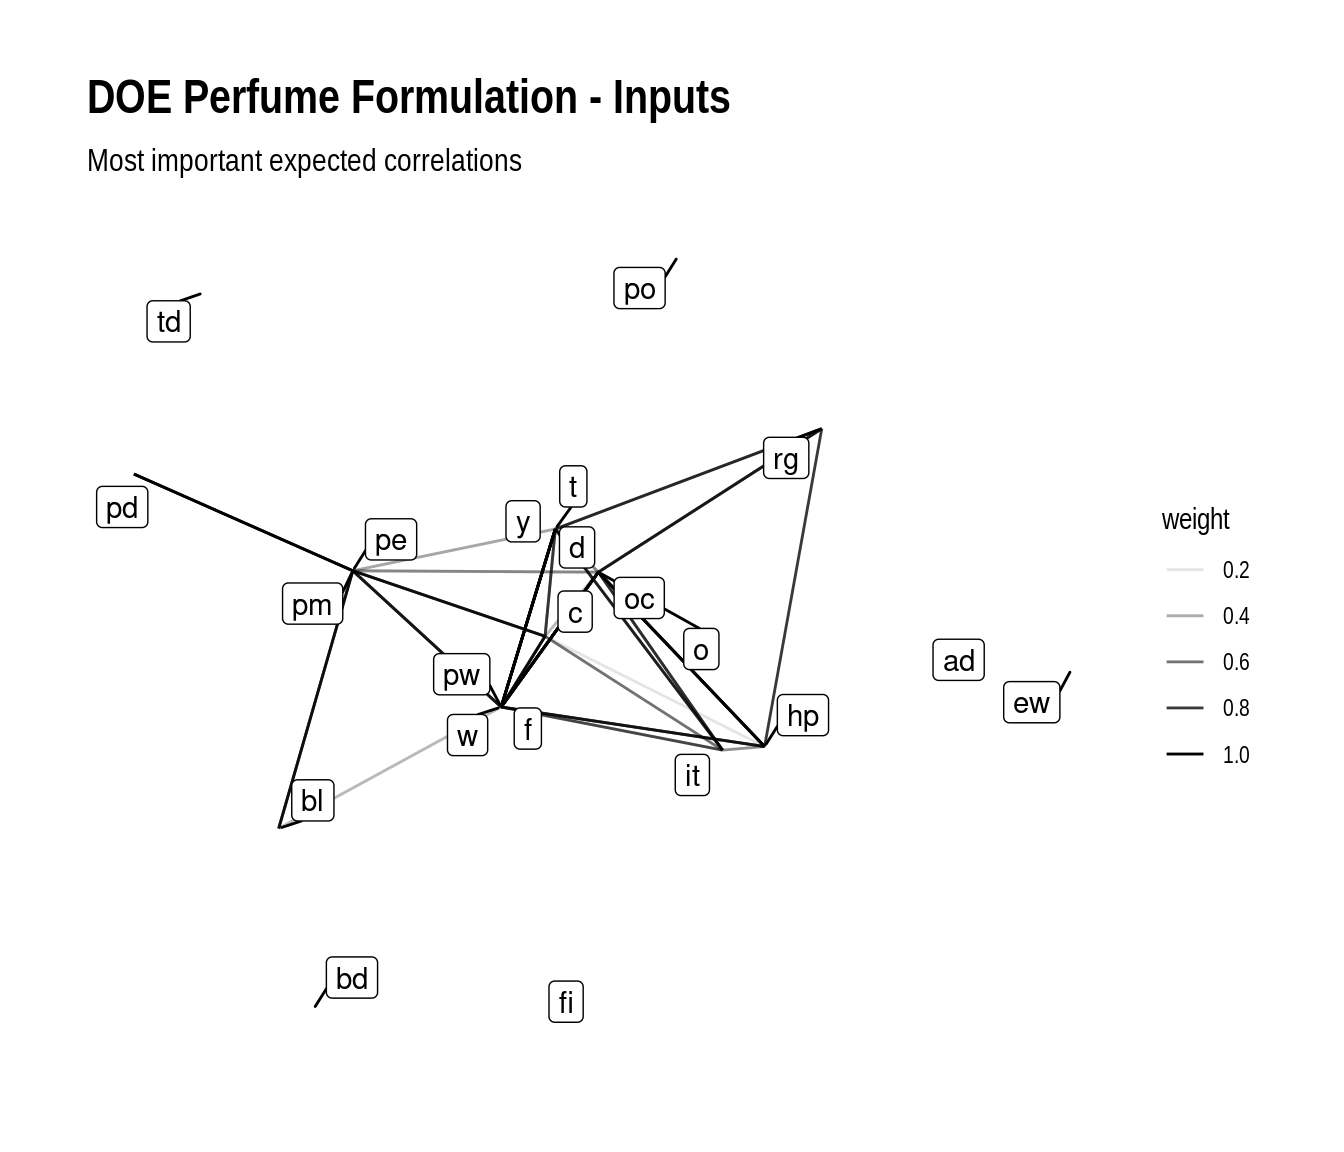 DOE Perfume Formulation - Inputs
Most important expected correlations
po
td
rg
t
pd
y
pe
d
weight
0.2
pm
oc
c
0.4
o
ad
0.6
pw
ew
hp
0.8
w
f
it
1.0
bl
bd
fi